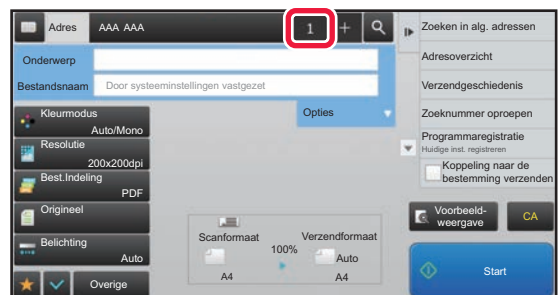 Adres AAA AAA 1 +
Onderwerp
Bestandsnaam Door systeeminstellingen vastgezet
Opties
Kleurmodus
Auto/Mono
Resolutie
200x200dpi
Best.Indeling
PDF
Origineel
Belichting
Auto
Overige
Scanformaat
A4
100%
Verzendformaat
Auto
A4
Zoeken in alg. adressen
Adresoverzicht
Verzendgeschiedenis
Zoeknummer oproepen
Programmaregistratie
Huidige inst. registreren
Koppeling naar de
bestemming verzenden
Voorbeeld-
weergave
CA
Start